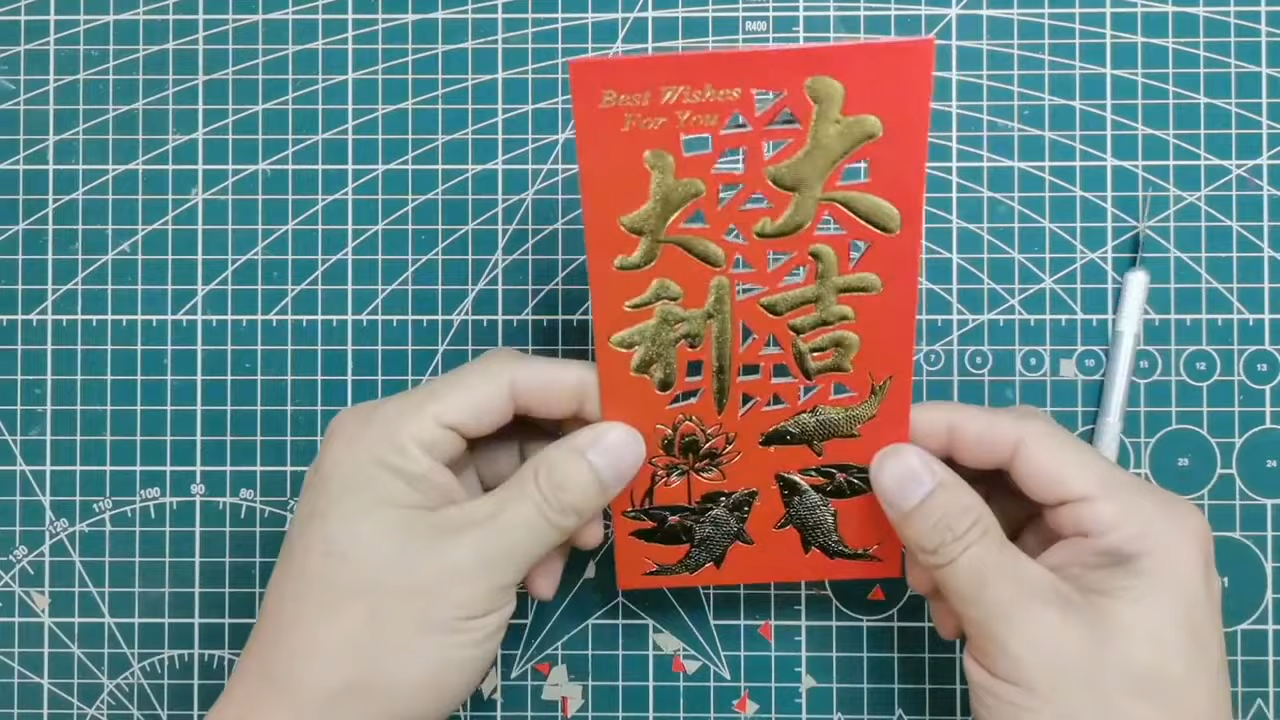 R400
Best Wishes
For You
大吉
大利
7 8 9 10 11 12 13
23 24
130 120 110 100 90 80